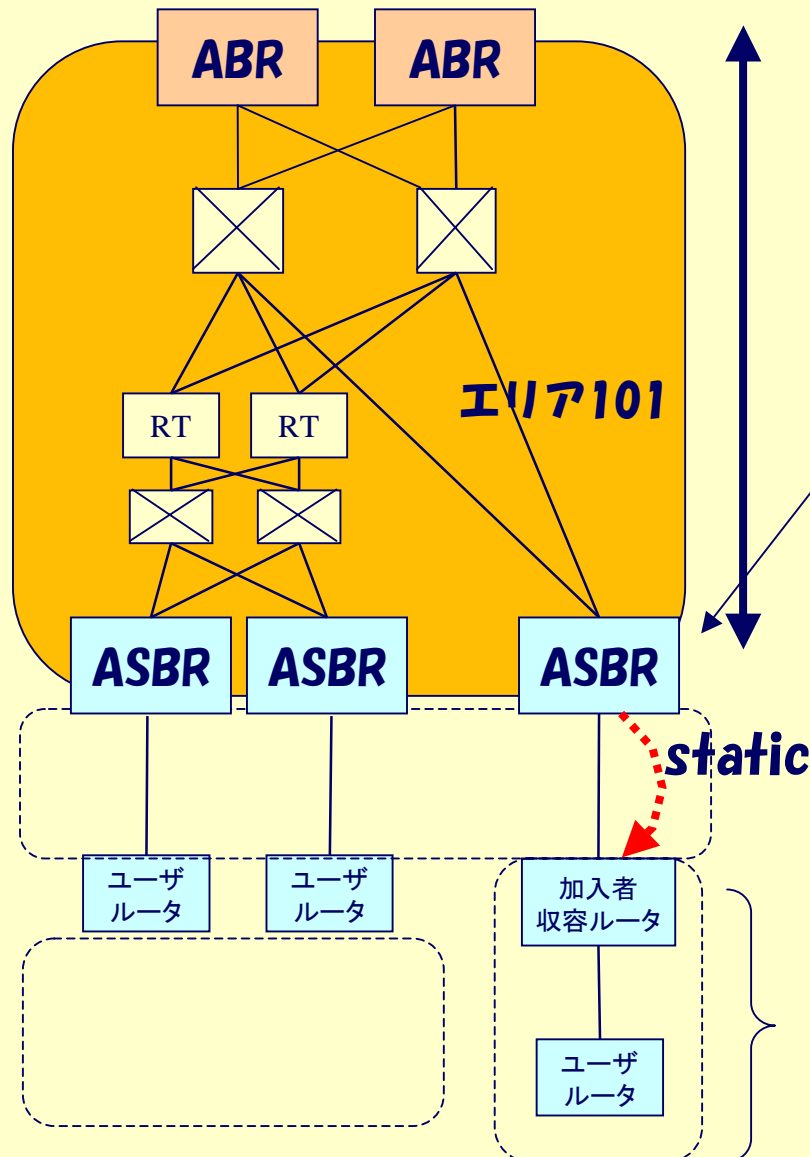 ABR ABR
エリア101
RT RT
ASBR ASBR ASBR
static
ユーザ
ルータ
ユーザ
ルータ
加入者
収容ルータ
ユーザ
ルータ